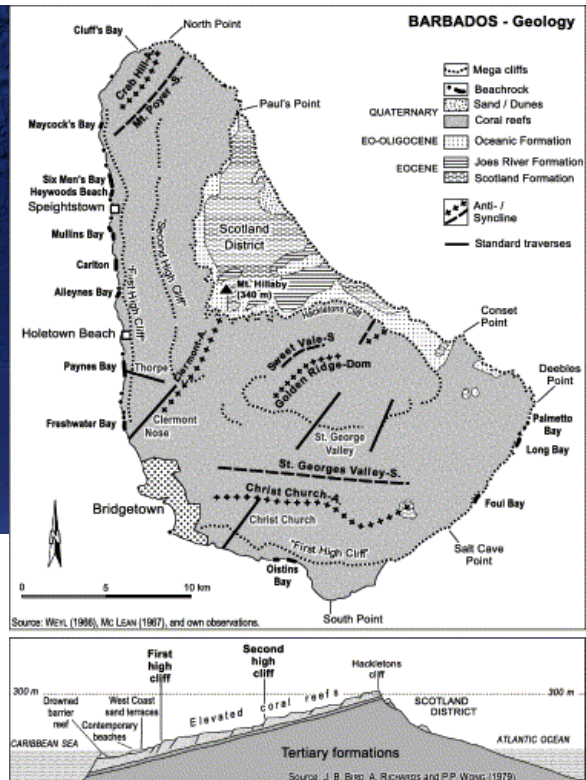 BARBADOS - Geology
Mega cliffs
Beachrock
QUATERNARY
Sand / Dunes
Coral reefs
EO-OLIGOCENE
Oceanic Formation
EOCENE
Joes River Formation
Scotland Formation
Anti- /
Syncline
Standard traverses
Cluff's Bay
North Point
Crab Hill-A.
Mt. Poyer-S.
Paul's Point
Maycock's Bay
Six Men's Bay
Heywoods Beach
Speightstown
Mullins Bay
Carlton
Alleynes Bay
"First High Cliff"
"Second High Cliff"
Scotland
District
Mt. Hillaby
(340 m)
Hackletons Cliff
Conset
Point
Holetown Beach
Paynes Bay
Thorpe
Clermont-A.
Sweet Vale-S
Golden Ridge-Dom
Deebles
Point
Palmetto
Bay
Long Bay
Freshwater Bay
Clermont
Nose
St. George
Valley
St. Georges Valley-S.
Christ Church-A.
Foul Bay
Bridgetown
Christ Church
"First High Cliff"
Salt Cave
Point
Oistins
Bay
South Point
0 5 10 km
Source: WEYL (1966), MC LEAN (1967), and own observations.
300 m
First
high
cliff
Second
high
cliff
Hackletons
cliff
300 m
Drowned
barrier
reef
West Coast
sand terraces
Contemporary
beaches
Elevated coral reefs
SCOTLAND
DISTRICT
CARIBBEAN SEA
ATLANTIC OCEAN
Tertiary formations
Source: J. B. BIRD, A. RICHARDS and P.P. WONG (1979)